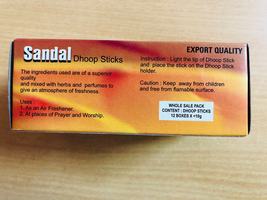 Sandal Dhoop Sticks
The ingredients used are of a superior
quality
and mixed with herbs and perfumes to
give an atmosphere of freshness.
Uses :
1. As an Air Freshener.
2. At places of Prayer and Worship.
EXPORT QUALITY
Instruction : Light the tip of Dhoop Stick
and place the stick on the Dhoop Stick
holder.
Caution : Keep away from children
and free from flamable surface.
WHOLE SALE PACK
CONTENT : DHOOP STICKS
12 BOXES X